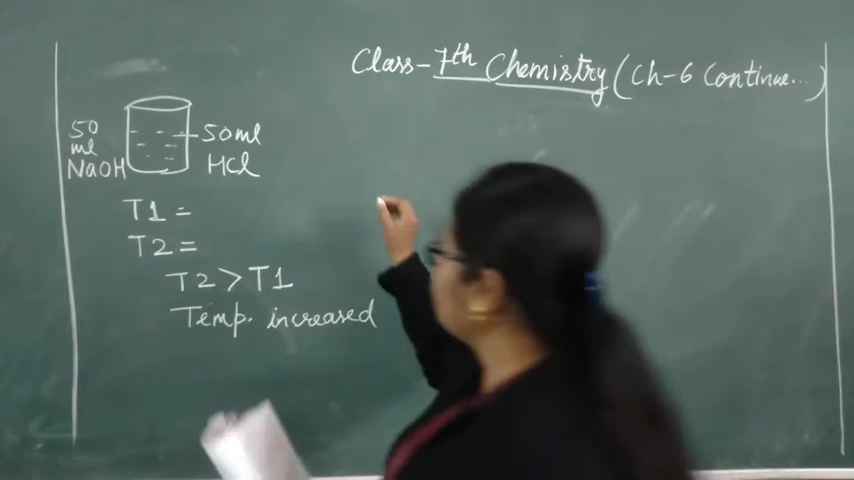 Class-7th Chemistry (Ch-6 Continue...)
50 ml NaOH
50ml HCl
T1 =
T2 =
T2 > T1
Temp. increased